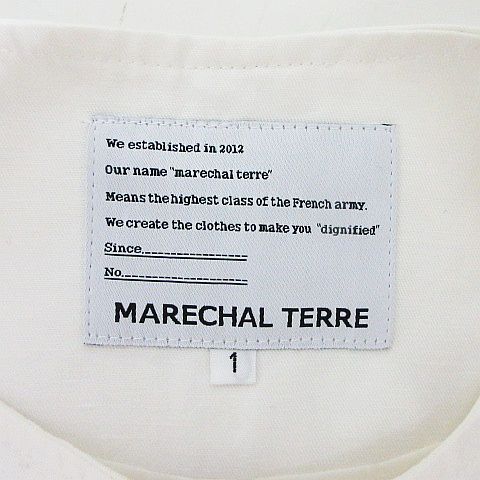 We established in 2012
Our name "marechal terre"
Means the highest class of the French army.
We create the clothes to make you "dignified"
Since
No.
MARECHAL TERRE
1